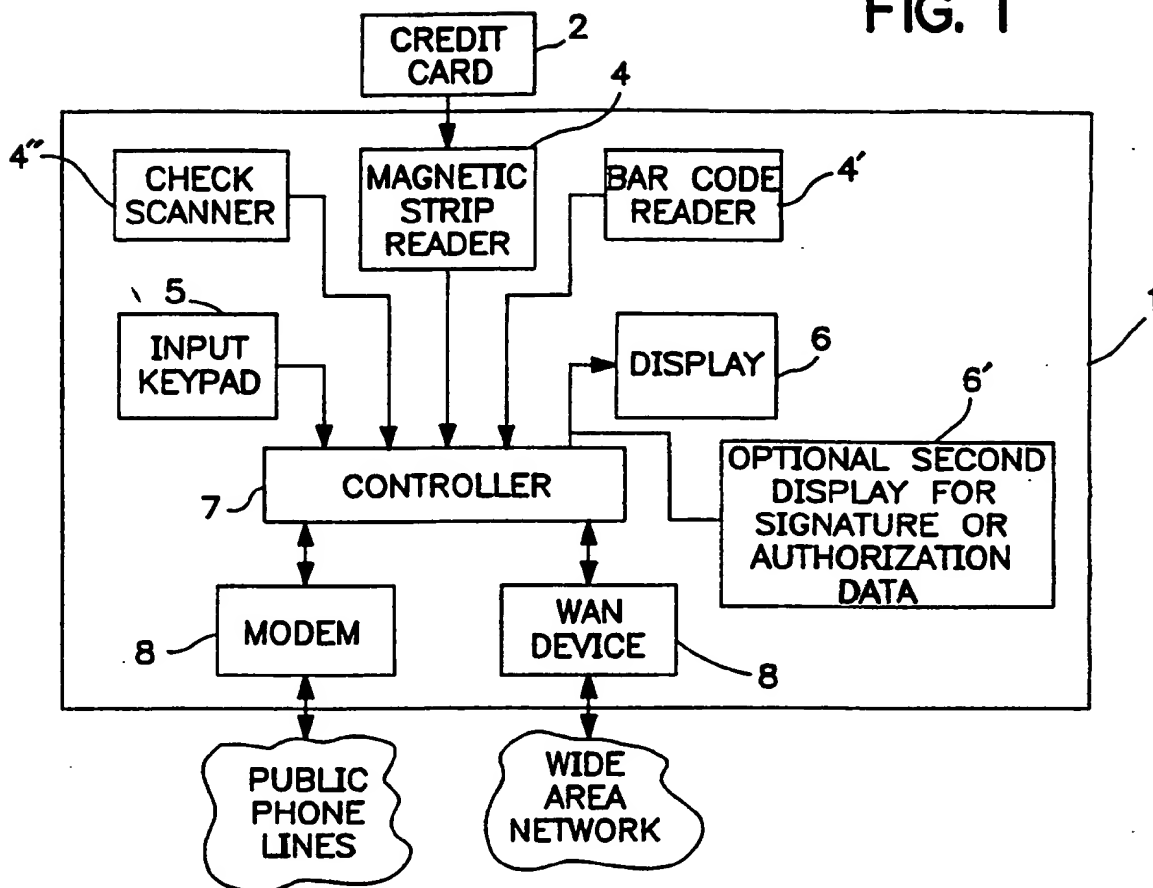 FIG. 1
CREDIT
CARD
2
4
4"
CHECK
SCANNER
MAGNETIC
STRIP
READER
BAR CODE
READER
4'
5
INPUT
KEYPAD
DISPLAY
6
1
6'
CONTROLLER
7
OPTIONAL SECOND
DISPLAY FOR
SIGNATURE OR
AUTHORIZATION
DATA
MODEM
8
WAN
DEVICE
8
PUBLIC
PHONE
LINES
WIDE
AREA
NETWORK